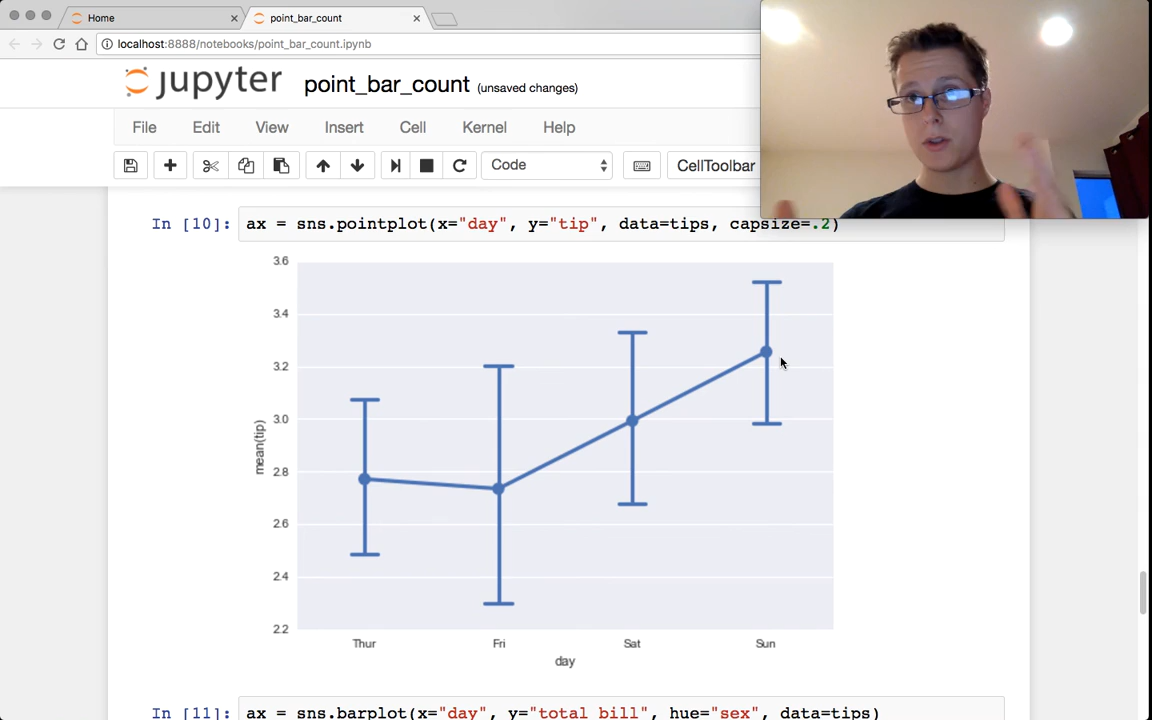 Home
point_bar_count
localhost:8888/notebooks/point_bar_count.ipynb
jupyter point_bar_count (unsaved changes)
File Edit View Insert Cell Kernel Help
Code CellToolbar
In [10]: ax = sns.pointplot(x="day", y="tip", data=tips, capsize=.2)
3.6
3.4
3.2
3.0
2.8
2.6
2.4
2.2
mean(tip)
Thur Fri Sat Sun
day
In [11]: ax = sns.barplot(x="day", y="total_bill", hue="sex", data=tips)